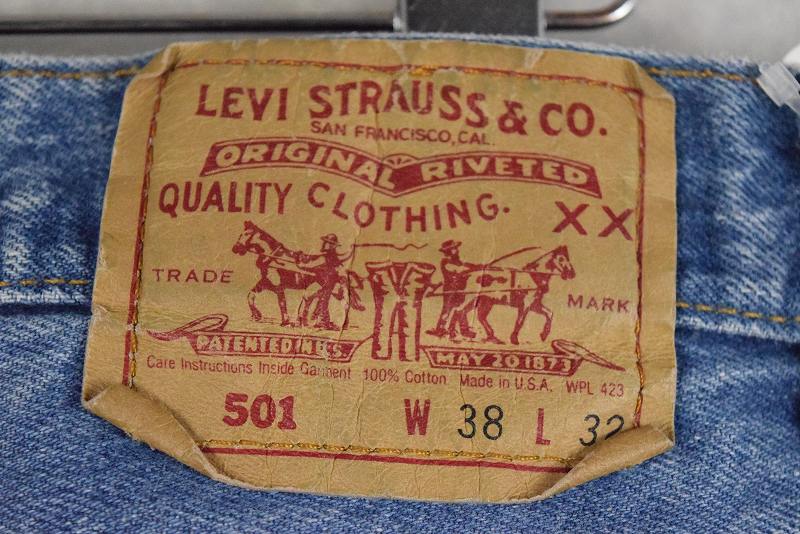 LEVI STRAUSS & CO.
SAN FRANCISCO, CAL.
ORIGINAL RIVETED
QUALITY CLOTHING. XX
TRADE MARK
PATENTED IN U.S. MAY 20 1873
Care Instructions Inside Garment 100% Cotton Made in U.S.A. WPL 423
501 W 38 L 32